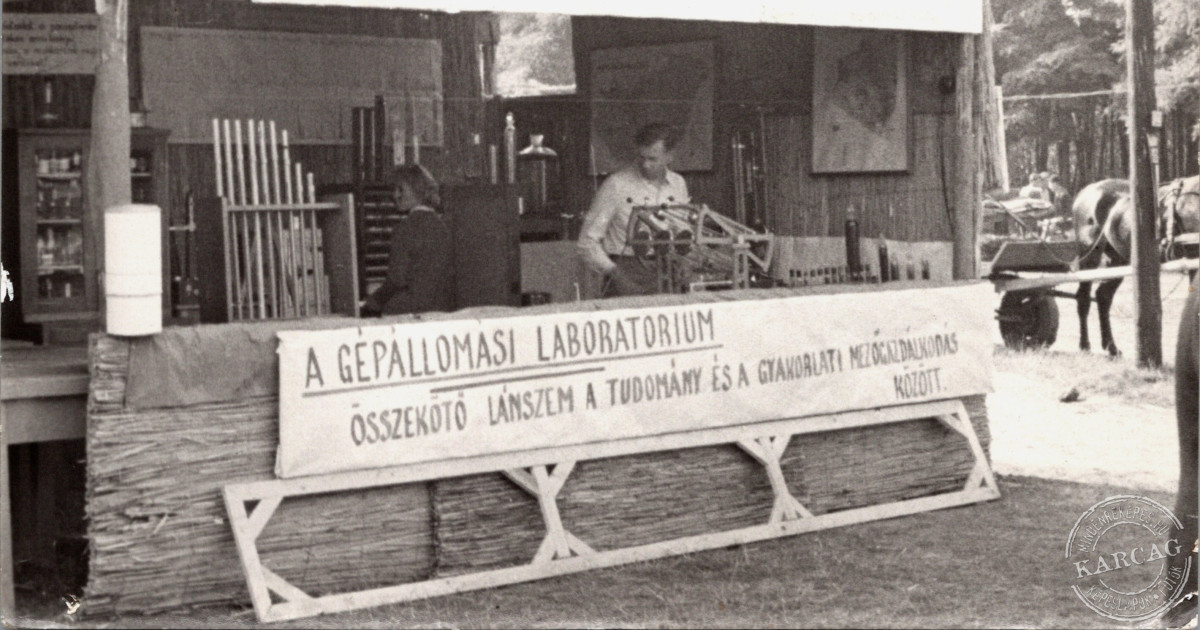 A GÉPÁLLOMÁSI LABORATORIUM
ÖSSZEKÖTŐ LÁNSZEM A TUDOMÁNY ÉS A GYAKORLATI MEZŐGAZDÁLKODÁS
KÖZÖTT.
KARCAG